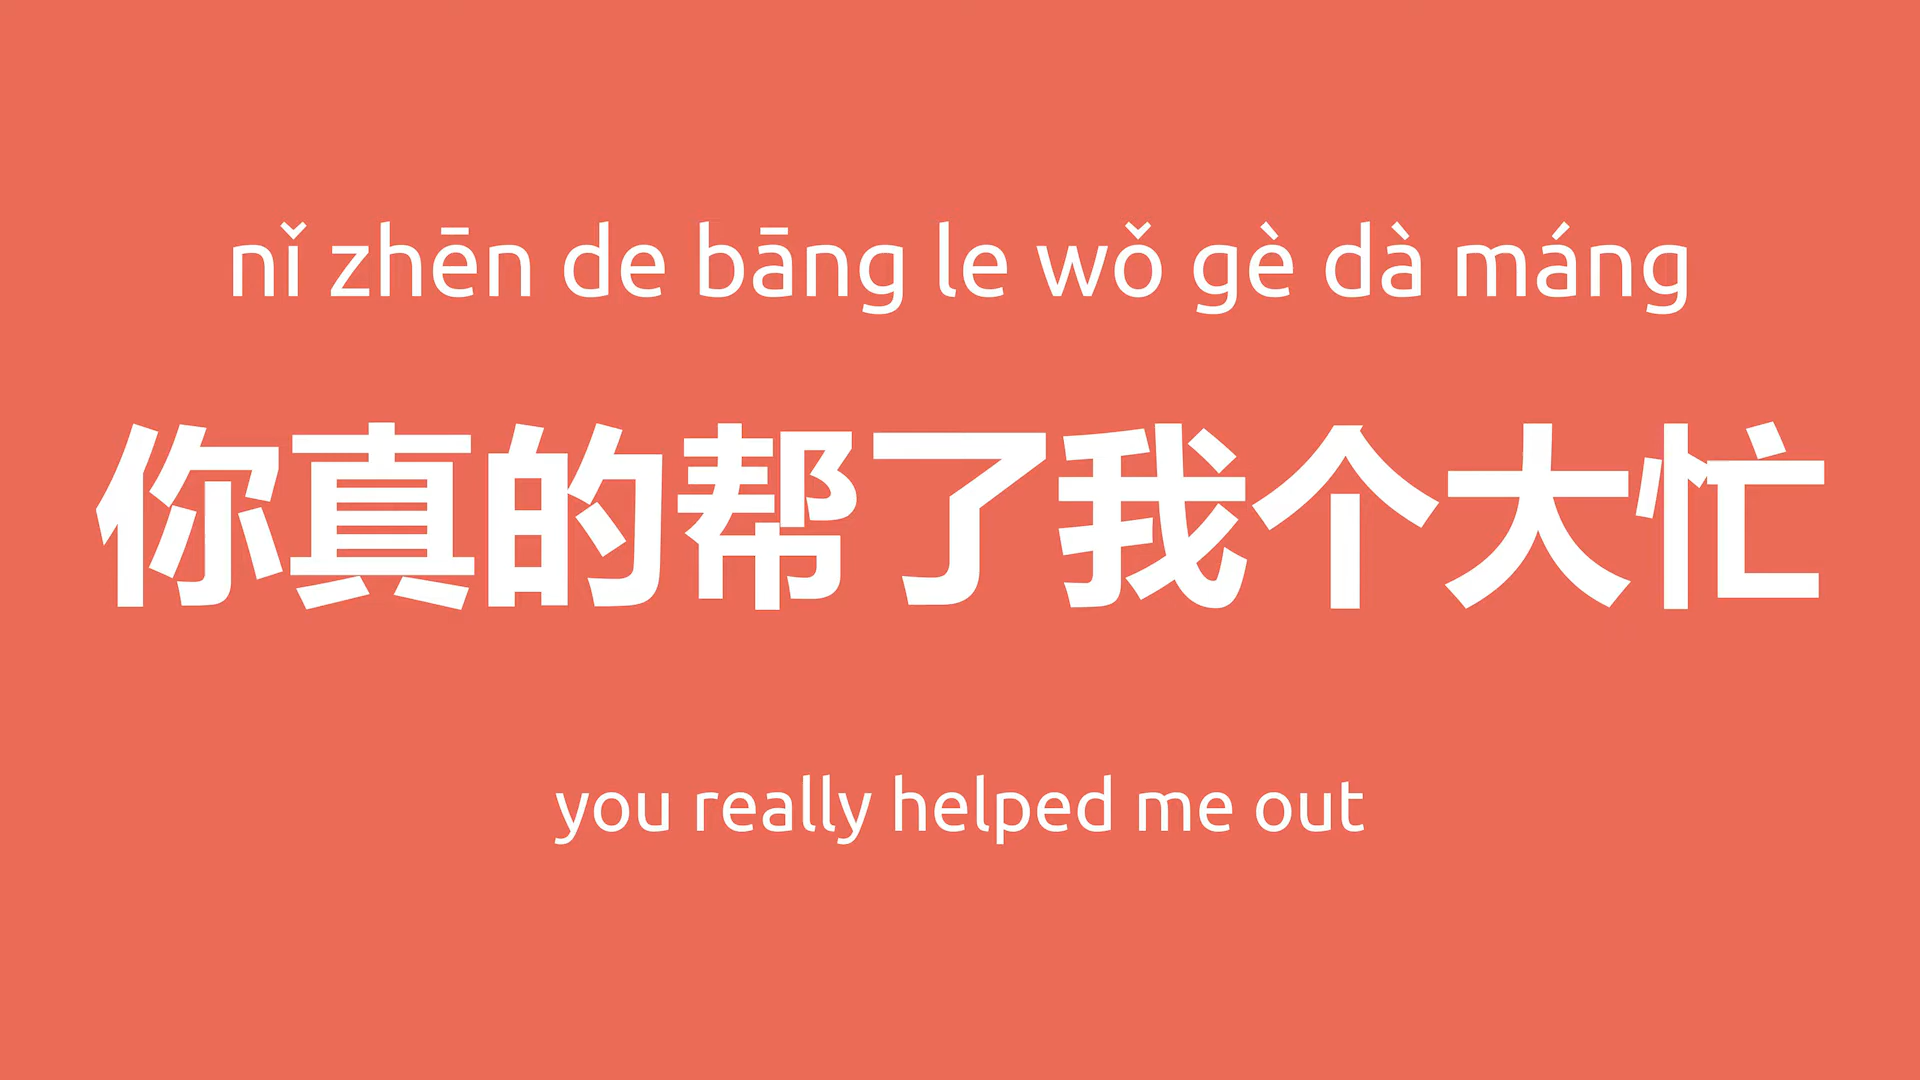 nǐ zhēn de bāng le wǒ gè dà máng
你真的帮了我个大忙
you really helped me out